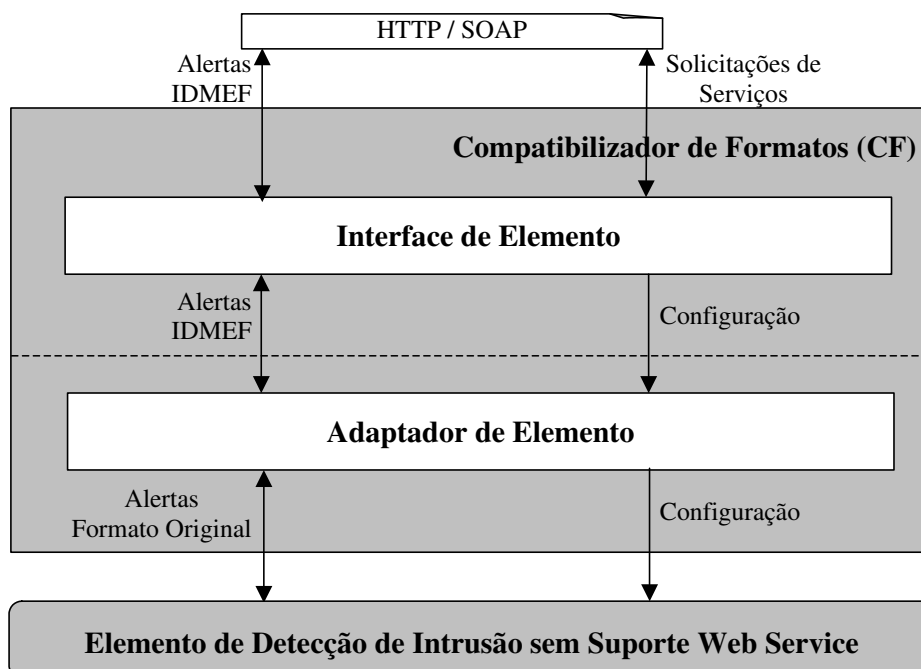 HTTP / SOAP
Alertas
IDMEF
Solicitações de
Serviços
Compatibilizador de Formatos (CF)
Interface de Elemento
Alertas
IDMEF
Configuração
Adaptador de Elemento
Alertas
Formato Original
Configuração
Elemento de Detecção de Intrusão sem Suporte Web Service